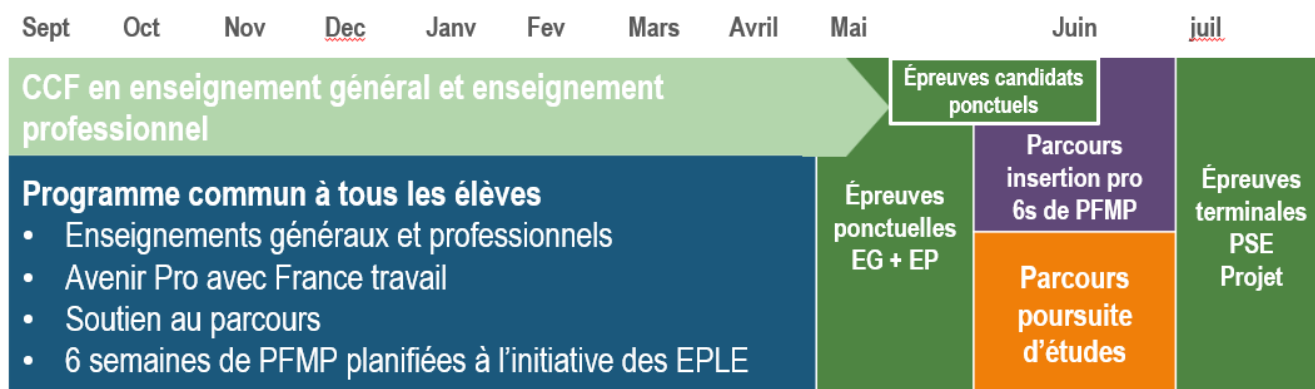 Sept Oct Nov Dec Janv Fev Mars Avril Mai Juin juil
CCF en enseignement général et enseignement
professionnel
Épreuves candidats
ponctuels
Programme commun à tous les élèves
• Enseignements généraux et professionnels
• Avenir Pro avec France travail
• Soutien au parcours
• 6 semaines de PFMP planifiées à l’initiative des EPLE
Épreuves
ponctuelles
EG + EP
Parcours
insertion pro
6s de PFMP
Parcours
poursuite
d’études
Épreuves
terminales
PSE
Projet